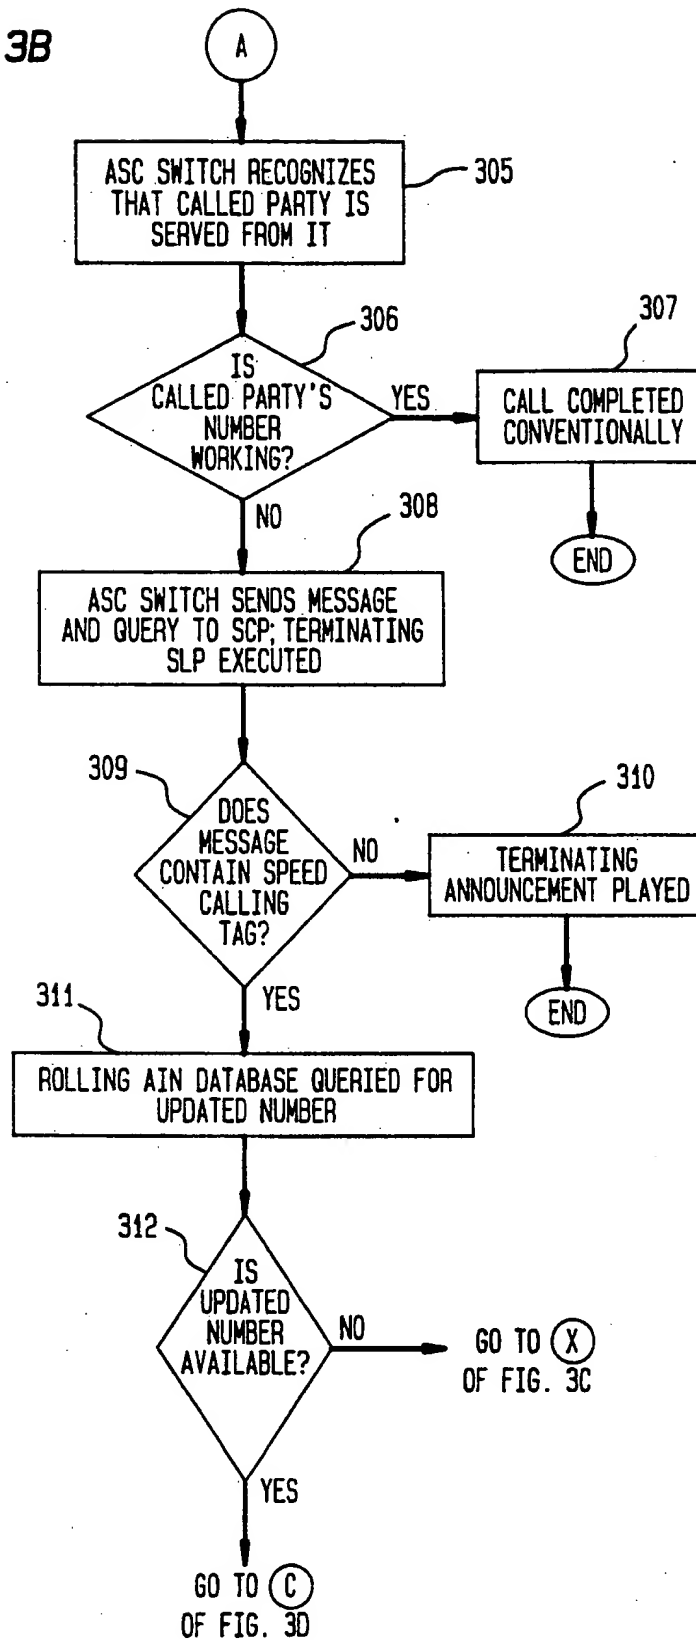 3B
A
ASC SWITCH RECOGNIZES
THAT CALLED PARTY IS
SERVED FROM IT
305
306
IS
CALLED PARTY'S
NUMBER
WORKING?
YES
307
CALL COMPLETED
CONVENTIONALLY
END
NO
308
ASC SWITCH SENDS MESSAGE
AND QUERY TO SCP; TERMINATING
SLP EXECUTED
309
DOES
MESSAGE
CONTAIN SPEED
CALLING
TAG?
NO
310
TERMINATING
ANNOUNCEMENT PLAYED
END
YES
311
ROLLING AIN DATABASE QUERIED FOR
UPDATED NUMBER
312
IS
UPDATED
NUMBER
AVAILABLE?
NO
GO TO X
OF FIG. 3C
YES
GO TO C
OF FIG. 3D